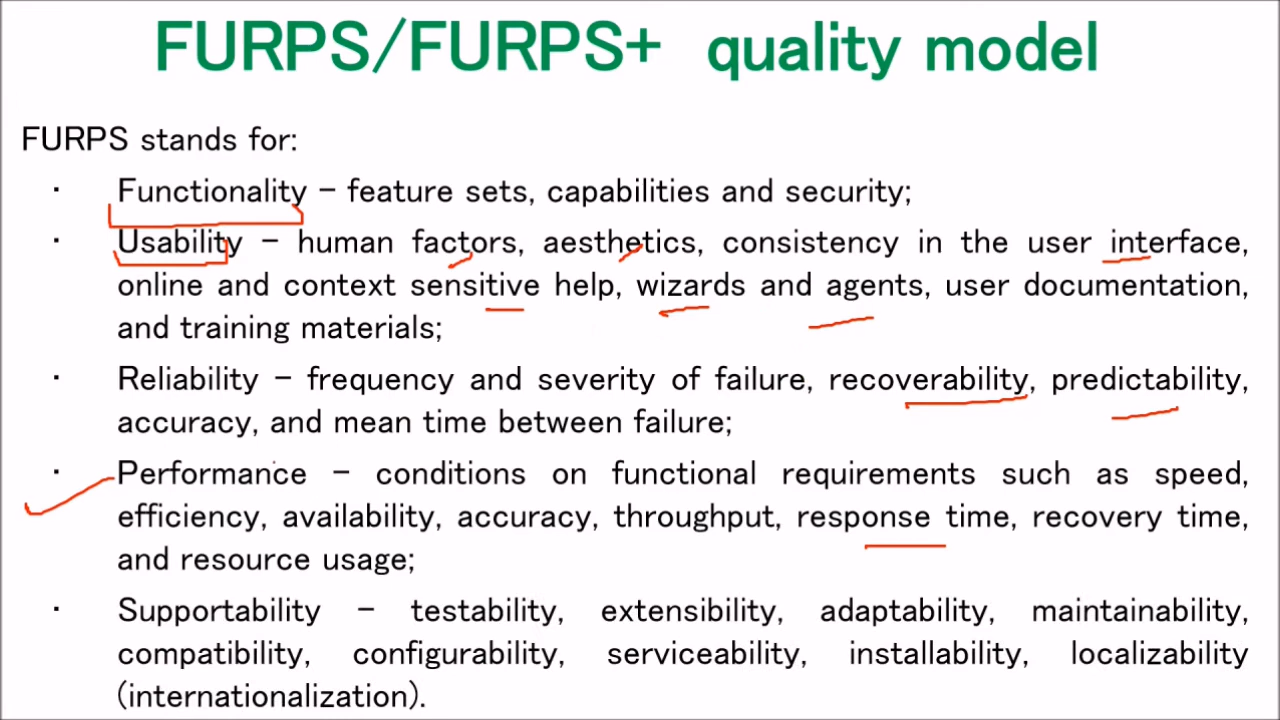 FURPS/FURPS+ quality model
FURPS stands for:
· Functionality – feature sets, capabilities and security;
· Usability – human factors, aesthetics, consistency in the user interface,
online and context sensitive help, wizards and agents, user documentation,
and training materials;
· Reliability – frequency and severity of failure, recoverability, predictability,
accuracy, and mean time between failure;
· Performance – conditions on functional requirements such as speed,
efficiency, availability, accuracy, throughput, response time, recovery time,
and resource usage;
· Supportability – testability, extensibility, adaptability, maintainability,
compatibility, configurability, serviceability, installability, localizability
(internationalization).